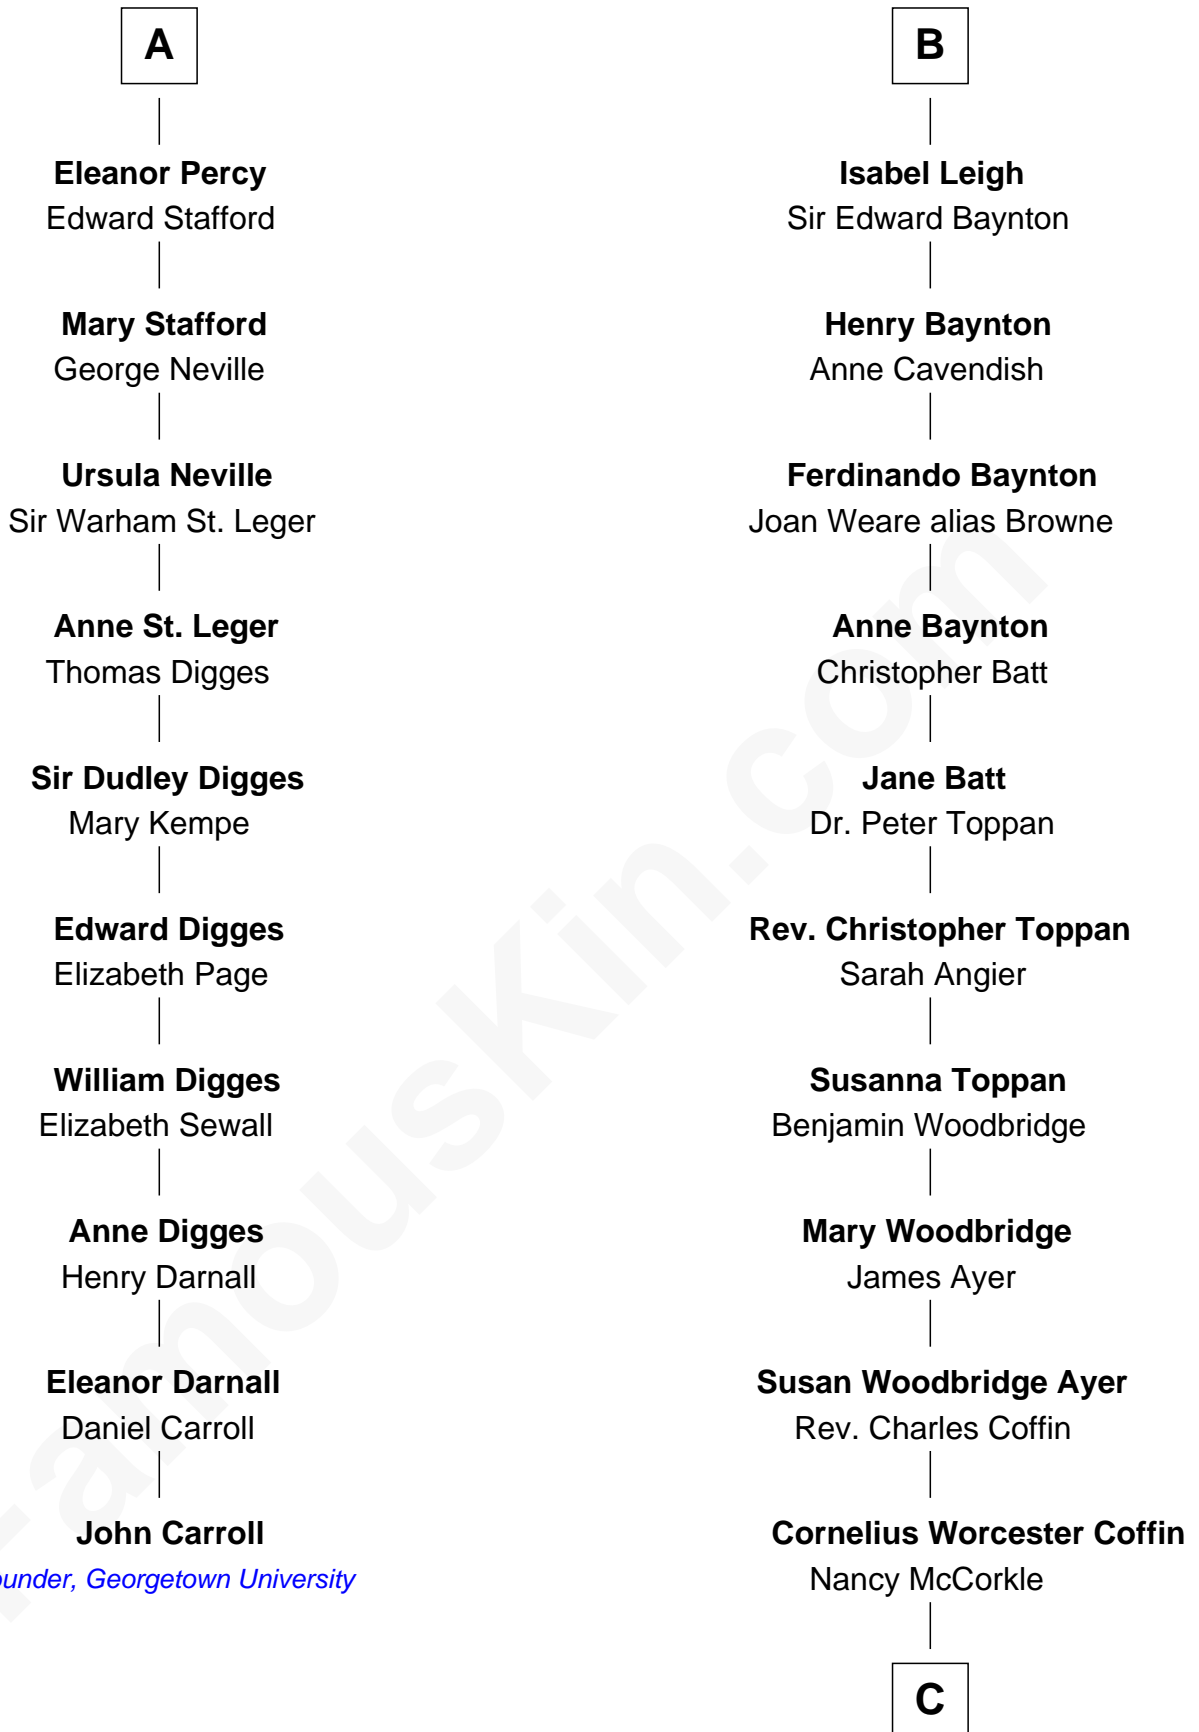 A
Eleanor Percy
Edward Stafford
Mary Stafford
George Neville
Ursula Neville
Sir Warham St. Leger
Anne St. Leger
Thomas Digges
Sir Dudley Digges
Mary Kempe
Edward Digges
Elizabeth Page
William Digges
Elizabeth Sewall
Anne Digges
Henry Darnall
Eleanor Darnall
Daniel Carroll
John Carroll
ounder, Georgetown University
B
Isabel Leigh
Sir Edward Baynton
Henry Baynton
Anne Cavendish
Ferdinando Baynton
Joan Weare alias Browne
Anne Baynton
Christopher Batt
Jane Batt
Dr. Peter Toppan
Rev. Christopher Toppan
Sarah Angier
Susanna Toppan
Benjamin Woodbridge
Mary Woodbridge
James Ayer
Susan Woodbridge Ayer
Rev. Charles Coffin
Cornelius Worcester Coffin
Nancy McCorkle
C
FamousKin.com